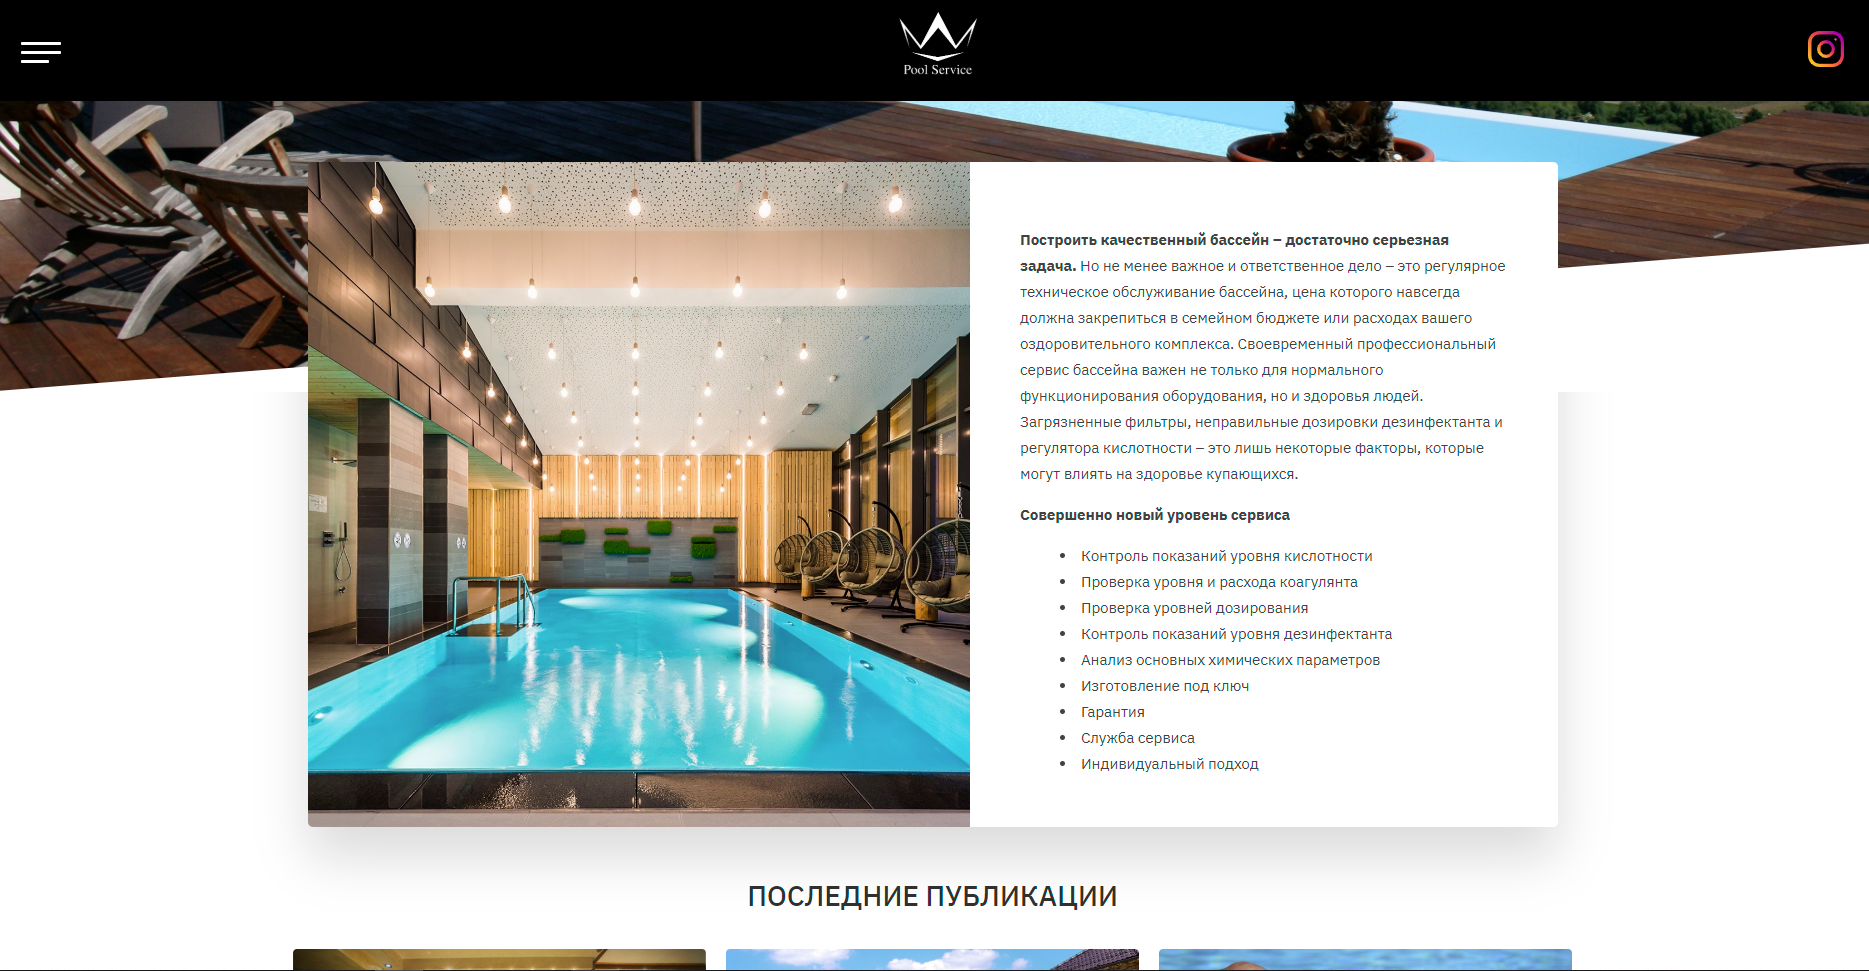 Pool Service
Построить качественный бассейн – достаточно серьезная
задача. Но не менее важное и ответственное дело – это регулярное
техническое обслуживание бассейна, цена которого навсегда
должна закрепиться в семейном бюджете или расходах вашего
оздоровительного комплекса. Своевременный профессиональный
сервис бассейна важен не только для нормального
функционирования оборудования, но и здоровья людей.
Загрязненные фильтры, неправильные дозировки дезинфектанта и
регулятора кислотности – это лишь некоторые факторы, которые
могут влиять на здоровье купающихся.
Совершенно новый уровень сервиса
Контроль показаний уровня кислотности
Проверка уровня и расхода коагулянта
Проверка уровней дозирования
Контроль показаний уровня дезинфектанта
Анализ основных химических параметров
Изготовление под ключ
Гарантия
Служба сервиса
Индивидуальный подход
ПОСЛЕДНИЕ ПУБЛИКАЦИИ